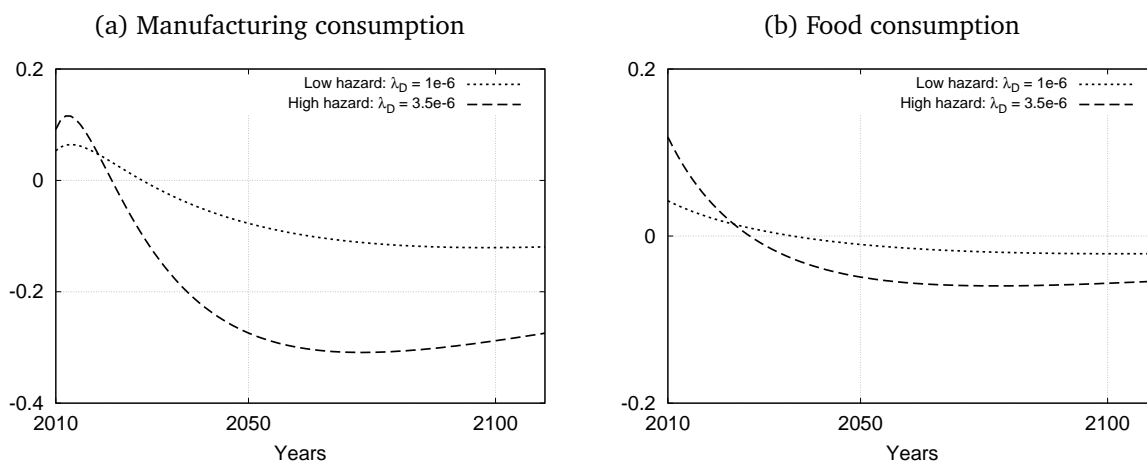 (a) Manufacturing consumption
0.2
Low hazard: λD = 1e-6
High hazard: λD = 3.5e-6
0
-0.2
-0.4
2010 2050 2100
Years
(b) Food consumption
0.2
Low hazard: λD = 1e-6
High hazard: λD = 3.5e-6
0
-0.2
2010 2050 2100
Years